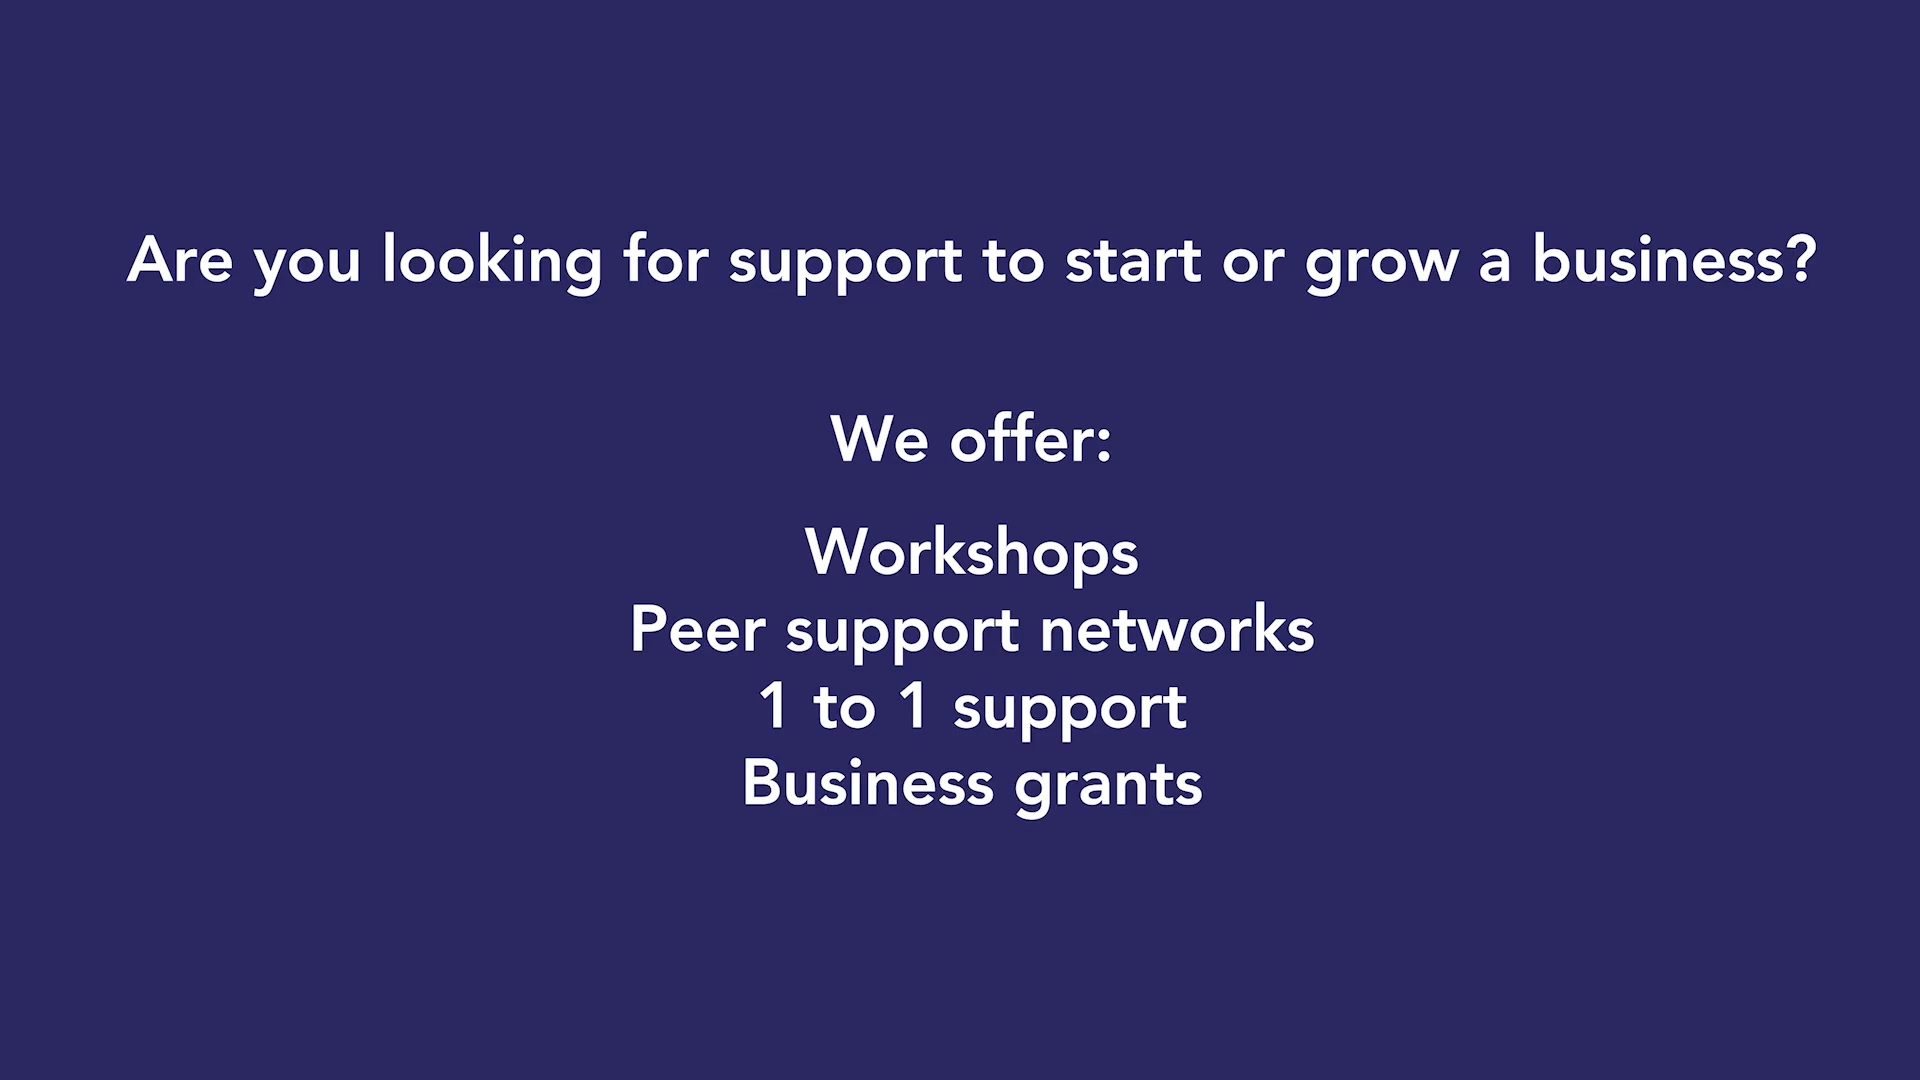 Are you looking for support to start or grow a business?
We offer:
Workshops
Peer support networks
1 to 1 support
Business grants